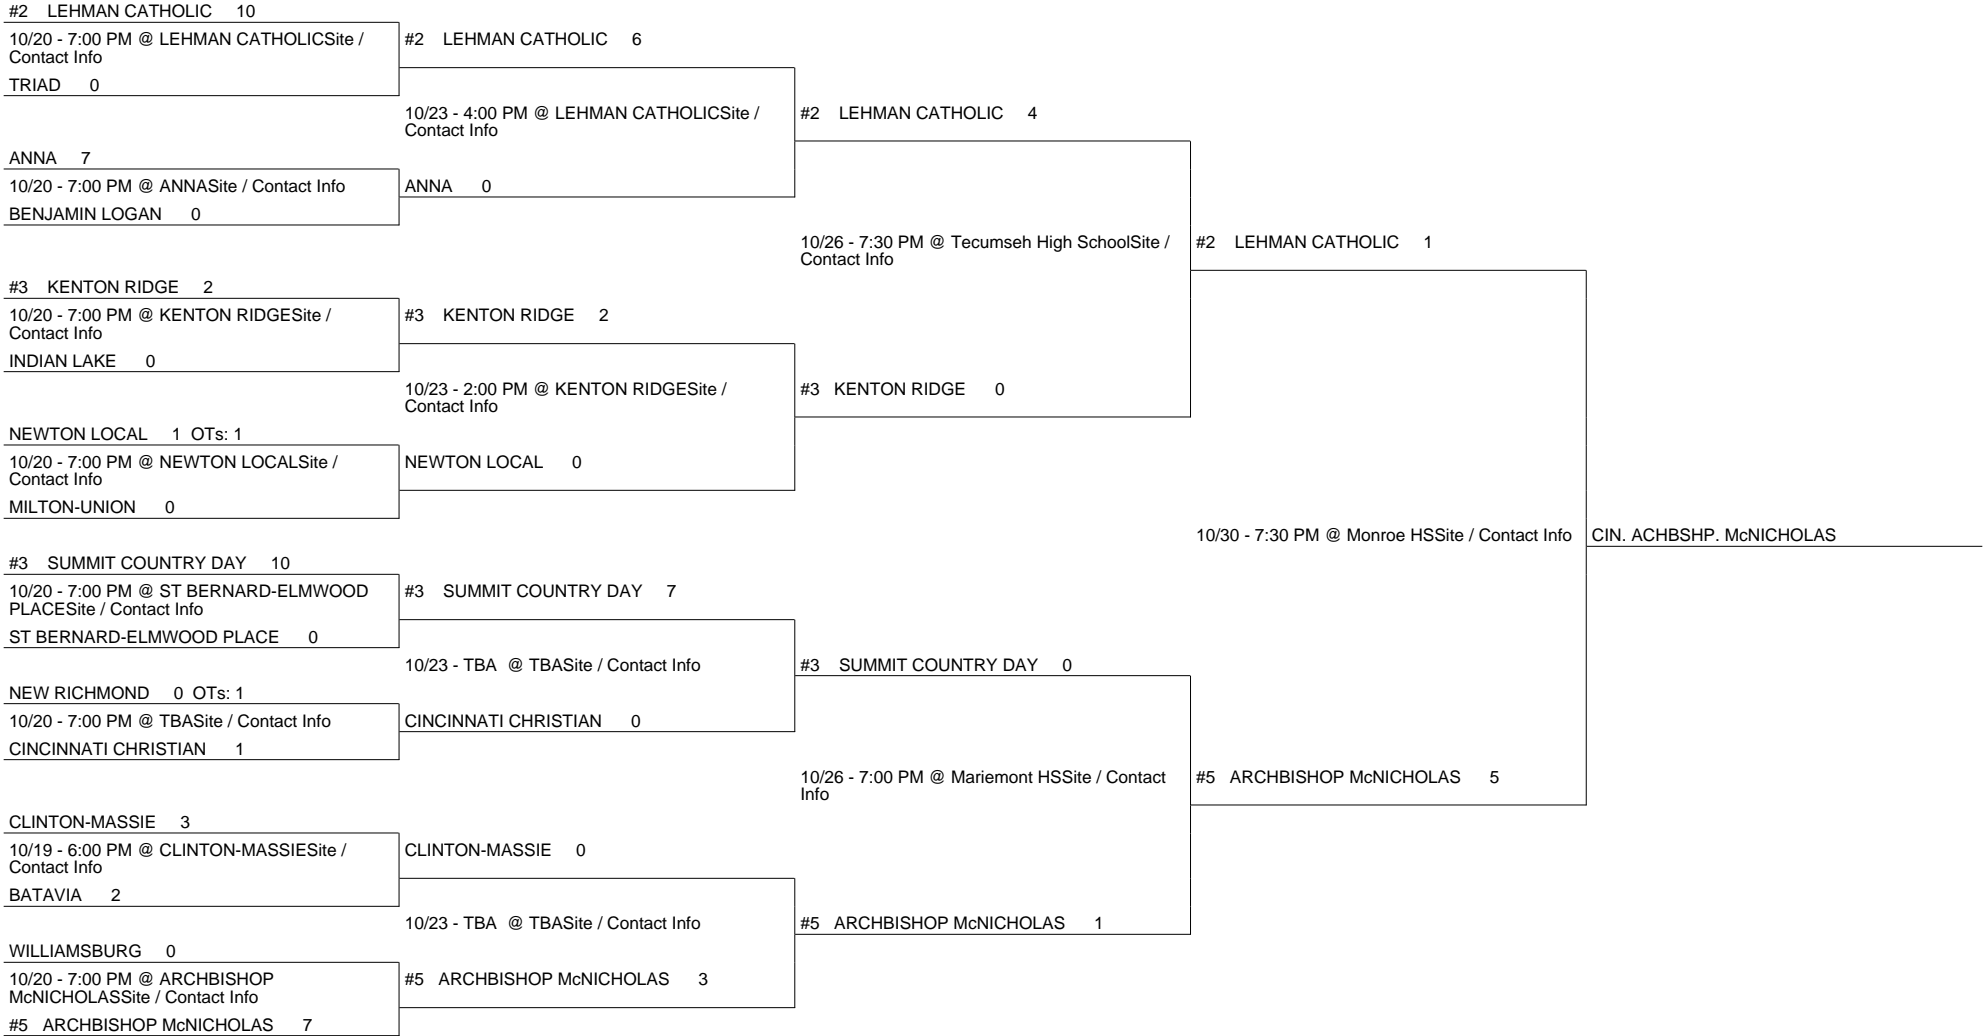 #2 LEHMAN CATHOLIC 10
10/20 - 7:00 PM @ LEHMAN CATHOLICSite /
Contact Info
TRIAD 0
ANNA 7
10/20 - 7:00 PM @ ANNASite / Contact Info
BENJAMIN LOGAN 0
#3 KENTON RIDGE 2
10/20 - 7:00 PM @ KENTON RIDGESite /
Contact Info
INDIAN LAKE 0
NEWTON LOCAL 1 OTs: 1
10/20 - 7:00 PM @ NEWTON LOCALSite /
Contact Info
MILTON-UNION 0
#3 SUMMIT COUNTRY DAY 10
10/20 - 7:00 PM @ ST BERNARD-ELMWOOD
PLACESite / Contact Info
ST BERNARD-ELMWOOD PLACE 0
NEW RICHMOND 0 OTs: 1
10/20 - 7:00 PM @ TBASite / Contact Info
CINCINNATI CHRISTIAN 1
CLINTON-MASSIE 3
10/19 - 6:00 PM @ CLINTON-MASSIESite /
Contact Info
BATAVIA 2
WILLIAMSBURG 0
10/20 - 7:00 PM @ ARCHBISHOP
McNICHOLASSite / Contact Info
#5 ARCHBISHOP McNICHOLAS 7
#2 LEHMAN CATHOLIC 6
10/23 - 4:00 PM @ LEHMAN CATHOLICSite /
Contact Info
ANNA 0
#3 KENTON RIDGE 2
10/23 - 2:00 PM @ KENTON RIDGESite /
Contact Info
NEWTON LOCAL 0
#3 SUMMIT COUNTRY DAY 7
10/23 - TBA @ TBASite / Contact Info
CINCINNATI CHRISTIAN 0
CLINTON-MASSIE 0
10/23 - TBA @ TBASite / Contact Info
#5 ARCHBISHOP McNICHOLAS 3
#2 LEHMAN CATHOLIC 4
10/26 - 7:30 PM @ Tecumseh High SchoolSite /
Contact Info
#3 KENTON RIDGE 0
#3 SUMMIT COUNTRY DAY 0
10/26 - 7:00 PM @ Mariemont HSSite / Contact
Info
#5 ARCHBISHOP McNICHOLAS 1
#2 LEHMAN CATHOLIC 1
10/30 - 7:30 PM @ Monroe HSSite / Contact Info
#5 ARCHBISHOP McNICHOLAS 5
CIN. ACHBSHP. McNICHOLAS